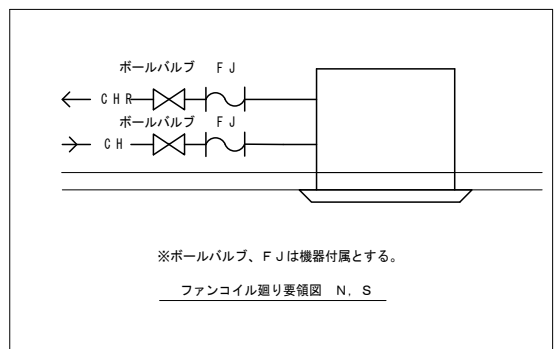 ボールバルブ　ＦＪ
ＣＨＲ
ボールバルブ　ＦＪ
ＣＨ
※ボールバルブ、ＦＪは機器付属とする。
ファンコイル廻り要領図　Ｎ．Ｓ